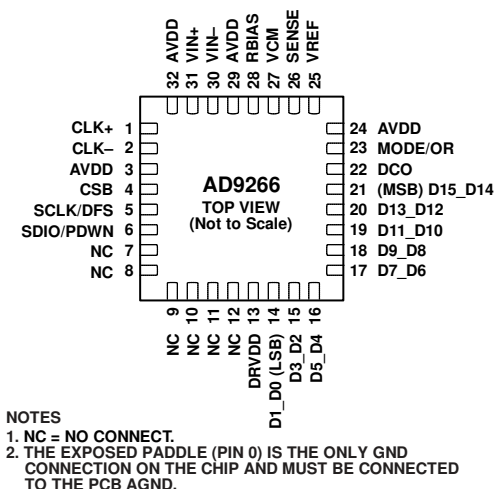 32 AVDD
31 VIN+
30 VIN–
29 AVDD
28 RBIAS
27 VCM
26 SENSE
25 VREF
CLK+ 1
CLK– 2
AVDD 3
CSB 4
SCLK/DFS 5
SDIO/PDWN 6
NC 7
NC 8
AD9266
TOP VIEW
(Not to Scale)
24 AVDD
23 MODE/OR
22 DCO
21 (MSB) D15_D14
20 D13_D12
19 D11_D10
18 D9_D8
17 D7_D6
NC 9
NC 10
NC 11
NC 12
DRVDD 13
D1_D0 (LSB) 14
D3_D2 15
D5_D4 16
NOTES
1. NC = NO CONNECT.
2. THE EXPOSED PADDLE (PIN 0) IS THE ONLY GND
CONNECTION ON THE CHIP AND MUST BE CONNECTED
TO THE PCB AGND.